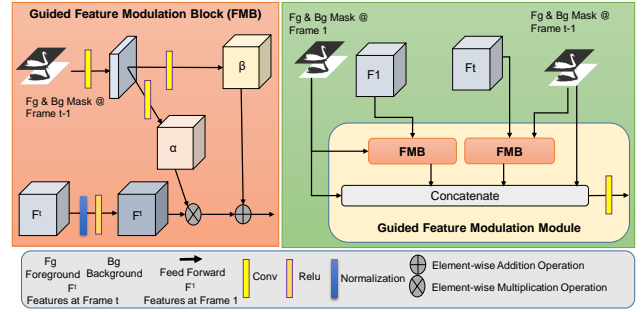 Guided Feature Modulation Block (FMB)
Fg & Bg Mask @
Frame t-1
β
α
Fᵗ
Fᵗ
Fg & Bg Mask @
Frame 1
F1
Ft
Fg & Bg Mask @
Frame t-1
FMB
FMB
Concatenate
Guided Feature Modulation Module
Fg
Foreground
Bg
Background
Fᵗ
Features at Frame t
Feed Forward
F¹
Features at Frame 1
Conv
Relu
Normalization
Element-wise Addition Operation
Element-wise Multiplication Operation